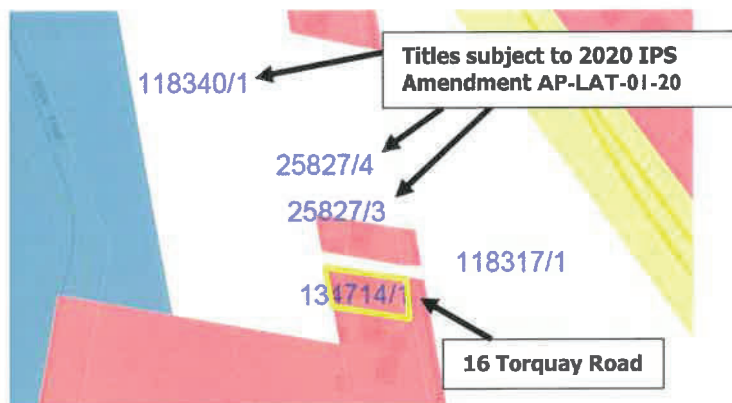 Titles subject to 2020 IPS
Amendment AP-LAT-01-20
118340/1
25827/4
25827/3
118317/1
134714/1
16 Torquay Road